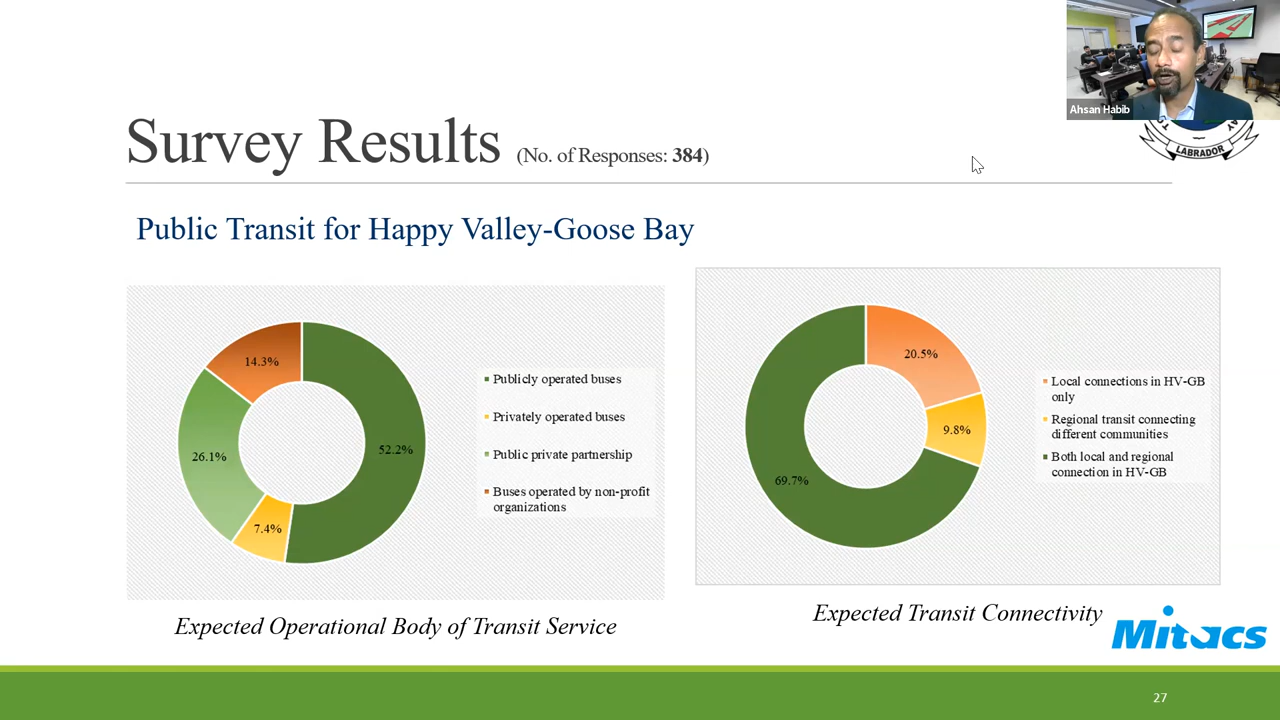 Ahsan Habib
LABRADOR
Survey Results (No. of Responses: 384)
Public Transit for Happy Valley-Goose Bay
14.3%
52.2%
26.1%
7.4%
Publicly operated buses
Privately operated buses
Public private partnership
Buses operated by non-profit
organizations
Expected Operational Body of Transit Service
20.5%
9.8%
69.7%
Local connections in HV-GB
only
Regional transit connecting
different communities
Both local and regional
connection in HV-GB
Expected Transit Connectivity
Mitacs
27